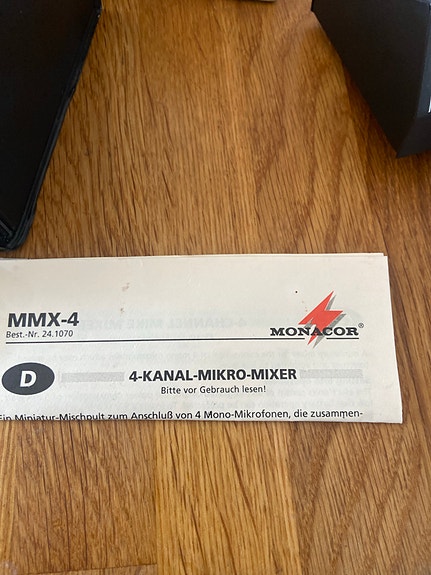 MMX-4
Best.-Nr. 24.1070
MONACOR®
D
4-KANAL-MIKRO-MIXER
Bitte vor Gebrauch lesen!
Ein Miniatur-Mischpult zum Anschluß von 4 Mono-Mikrofonen, die zusammen-